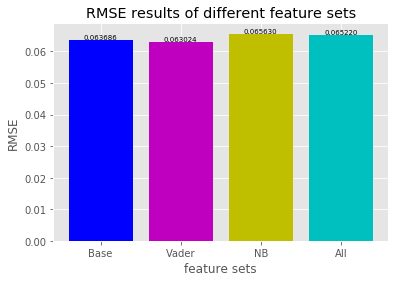 RMSE results of different feature sets
0.063686
0.063024
0.065630
0.065220
0.06
0.05
0.04
0.03
0.02
0.01
0.00
RMSE
Base Vader NB All
feature sets